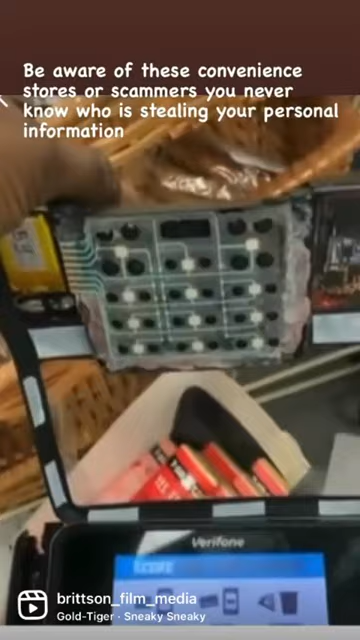 Be aware of these convenience
stores or scammers you never
know who is stealing your personal
information
Verifone
brittson_film_media
Gold-Tiger · Sneaky Sneaky